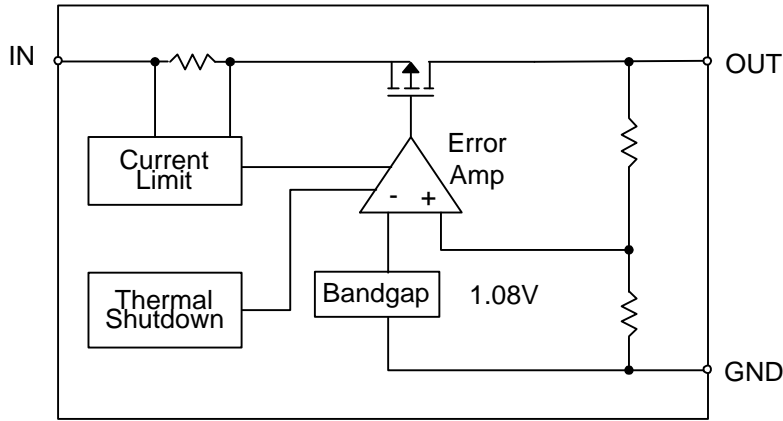 IN
OUT
Current
Limit
Error
Amp
-
+
Thermal
Shutdown
Bandgap
1.08V
GND